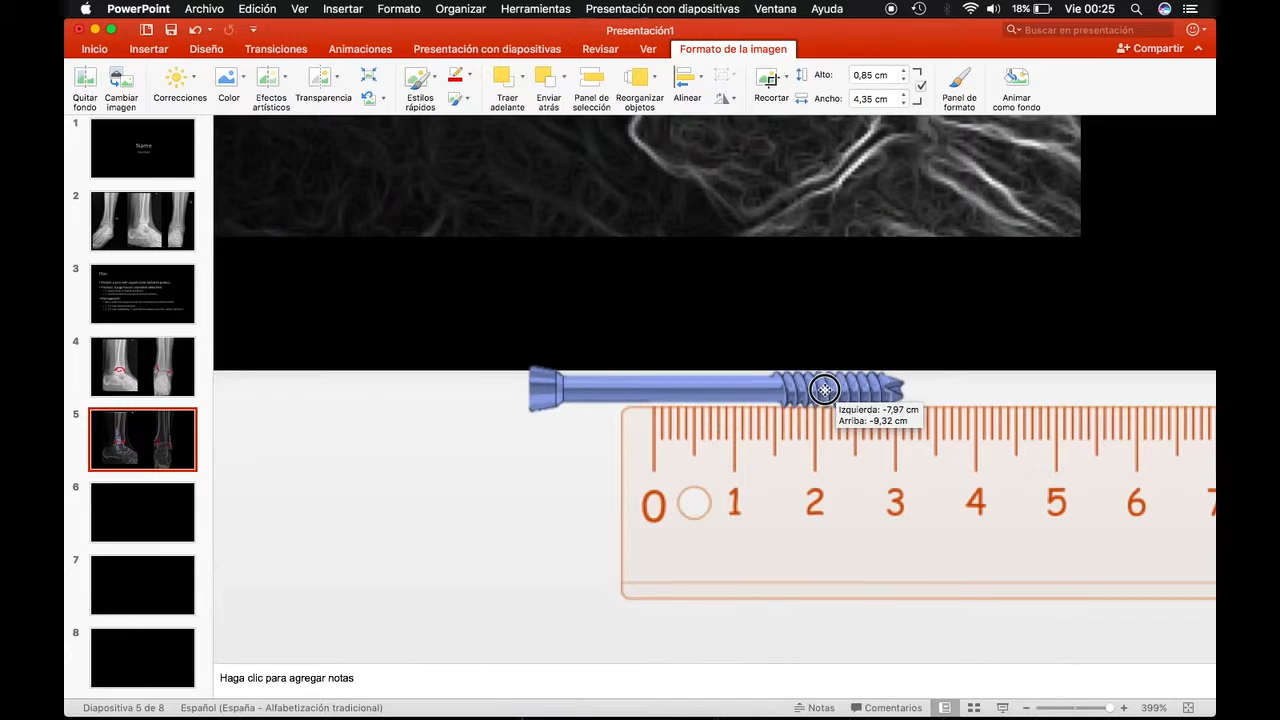 PowerPoint Archivo Edición Ver Insertar Formato Organizar Herramientas Presentación con diapositivas Ventana Ayuda 18% Vie 00:25
Presentación1 Buscar en presentación
Inicio Insertar Diseño Transiciones Animaciones Presentación con diapositivas Revisar Ver Formato de la imagen Compartir
Quitar fondo Cambiar imagen Correcciones Color Efectos artísticos Transparencia Estilos rápidos Traer adelante Enviar atrás Panel de selección Reorganizar objetos Alinear Recortar Alto: 0,85 cm Ancho: 4,35 cm Panel de formato Animar como fondo
1
Name
2
3
Plan
4
5
6
7
8
Izquierda: -7,97 cm
Arriba: -9,32 cm
0 1 2 3 4 5 6 7
Haga clic para agregar notas
Diapositiva 5 de 8 Español (España - Alfabetización tradicional) Notas Comentarios 399%